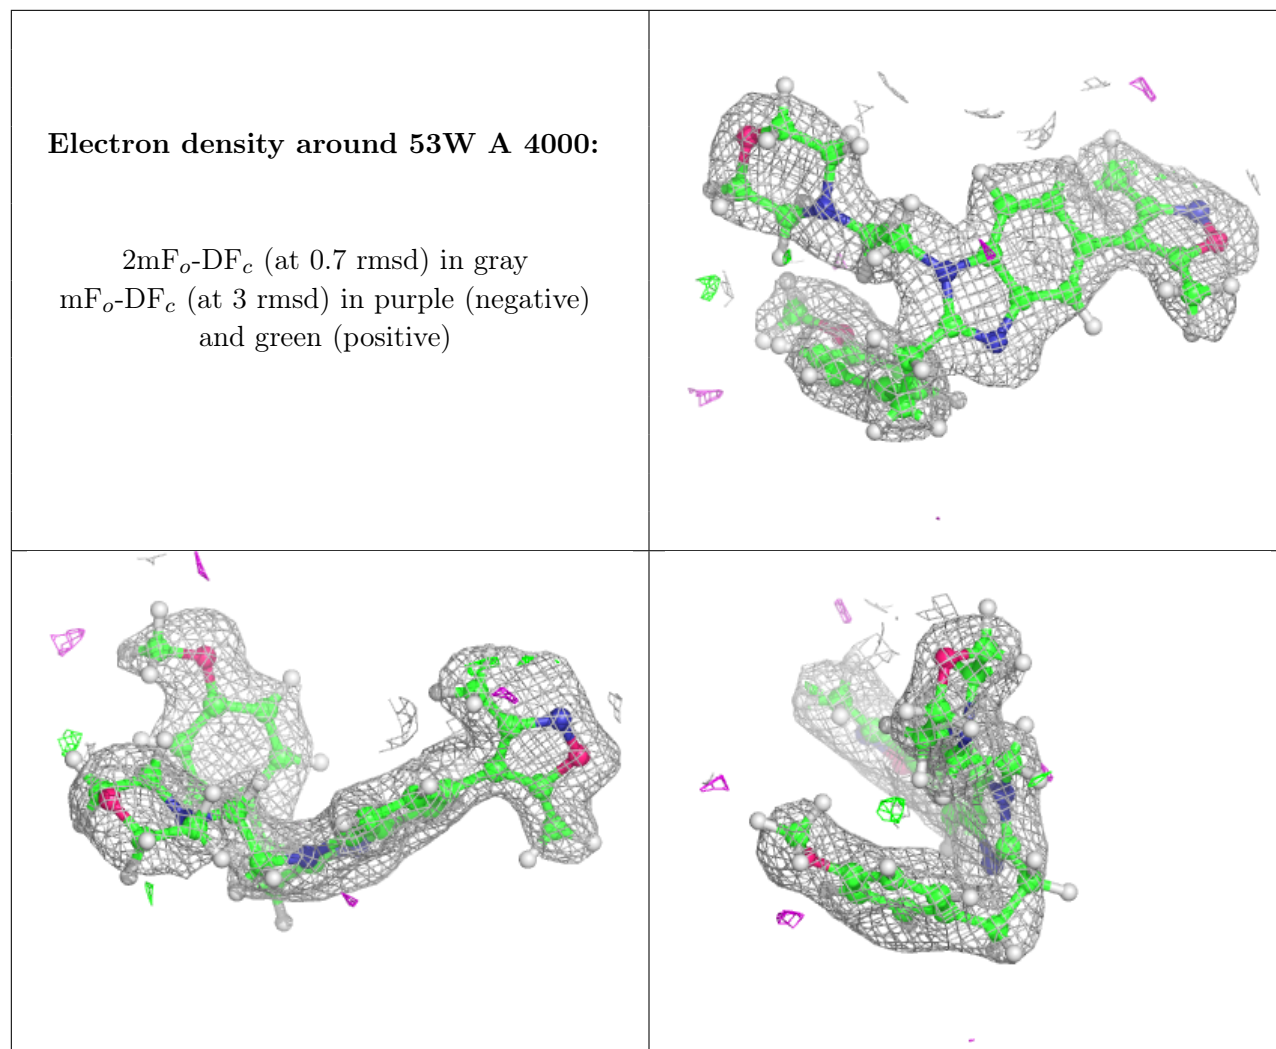 Electron density around 53W A 4000:
2mFo-DFc (at 0.7 rmsd) in gray
mFo-DFc (at 3 rmsd) in purple (negative)
and green (positive)